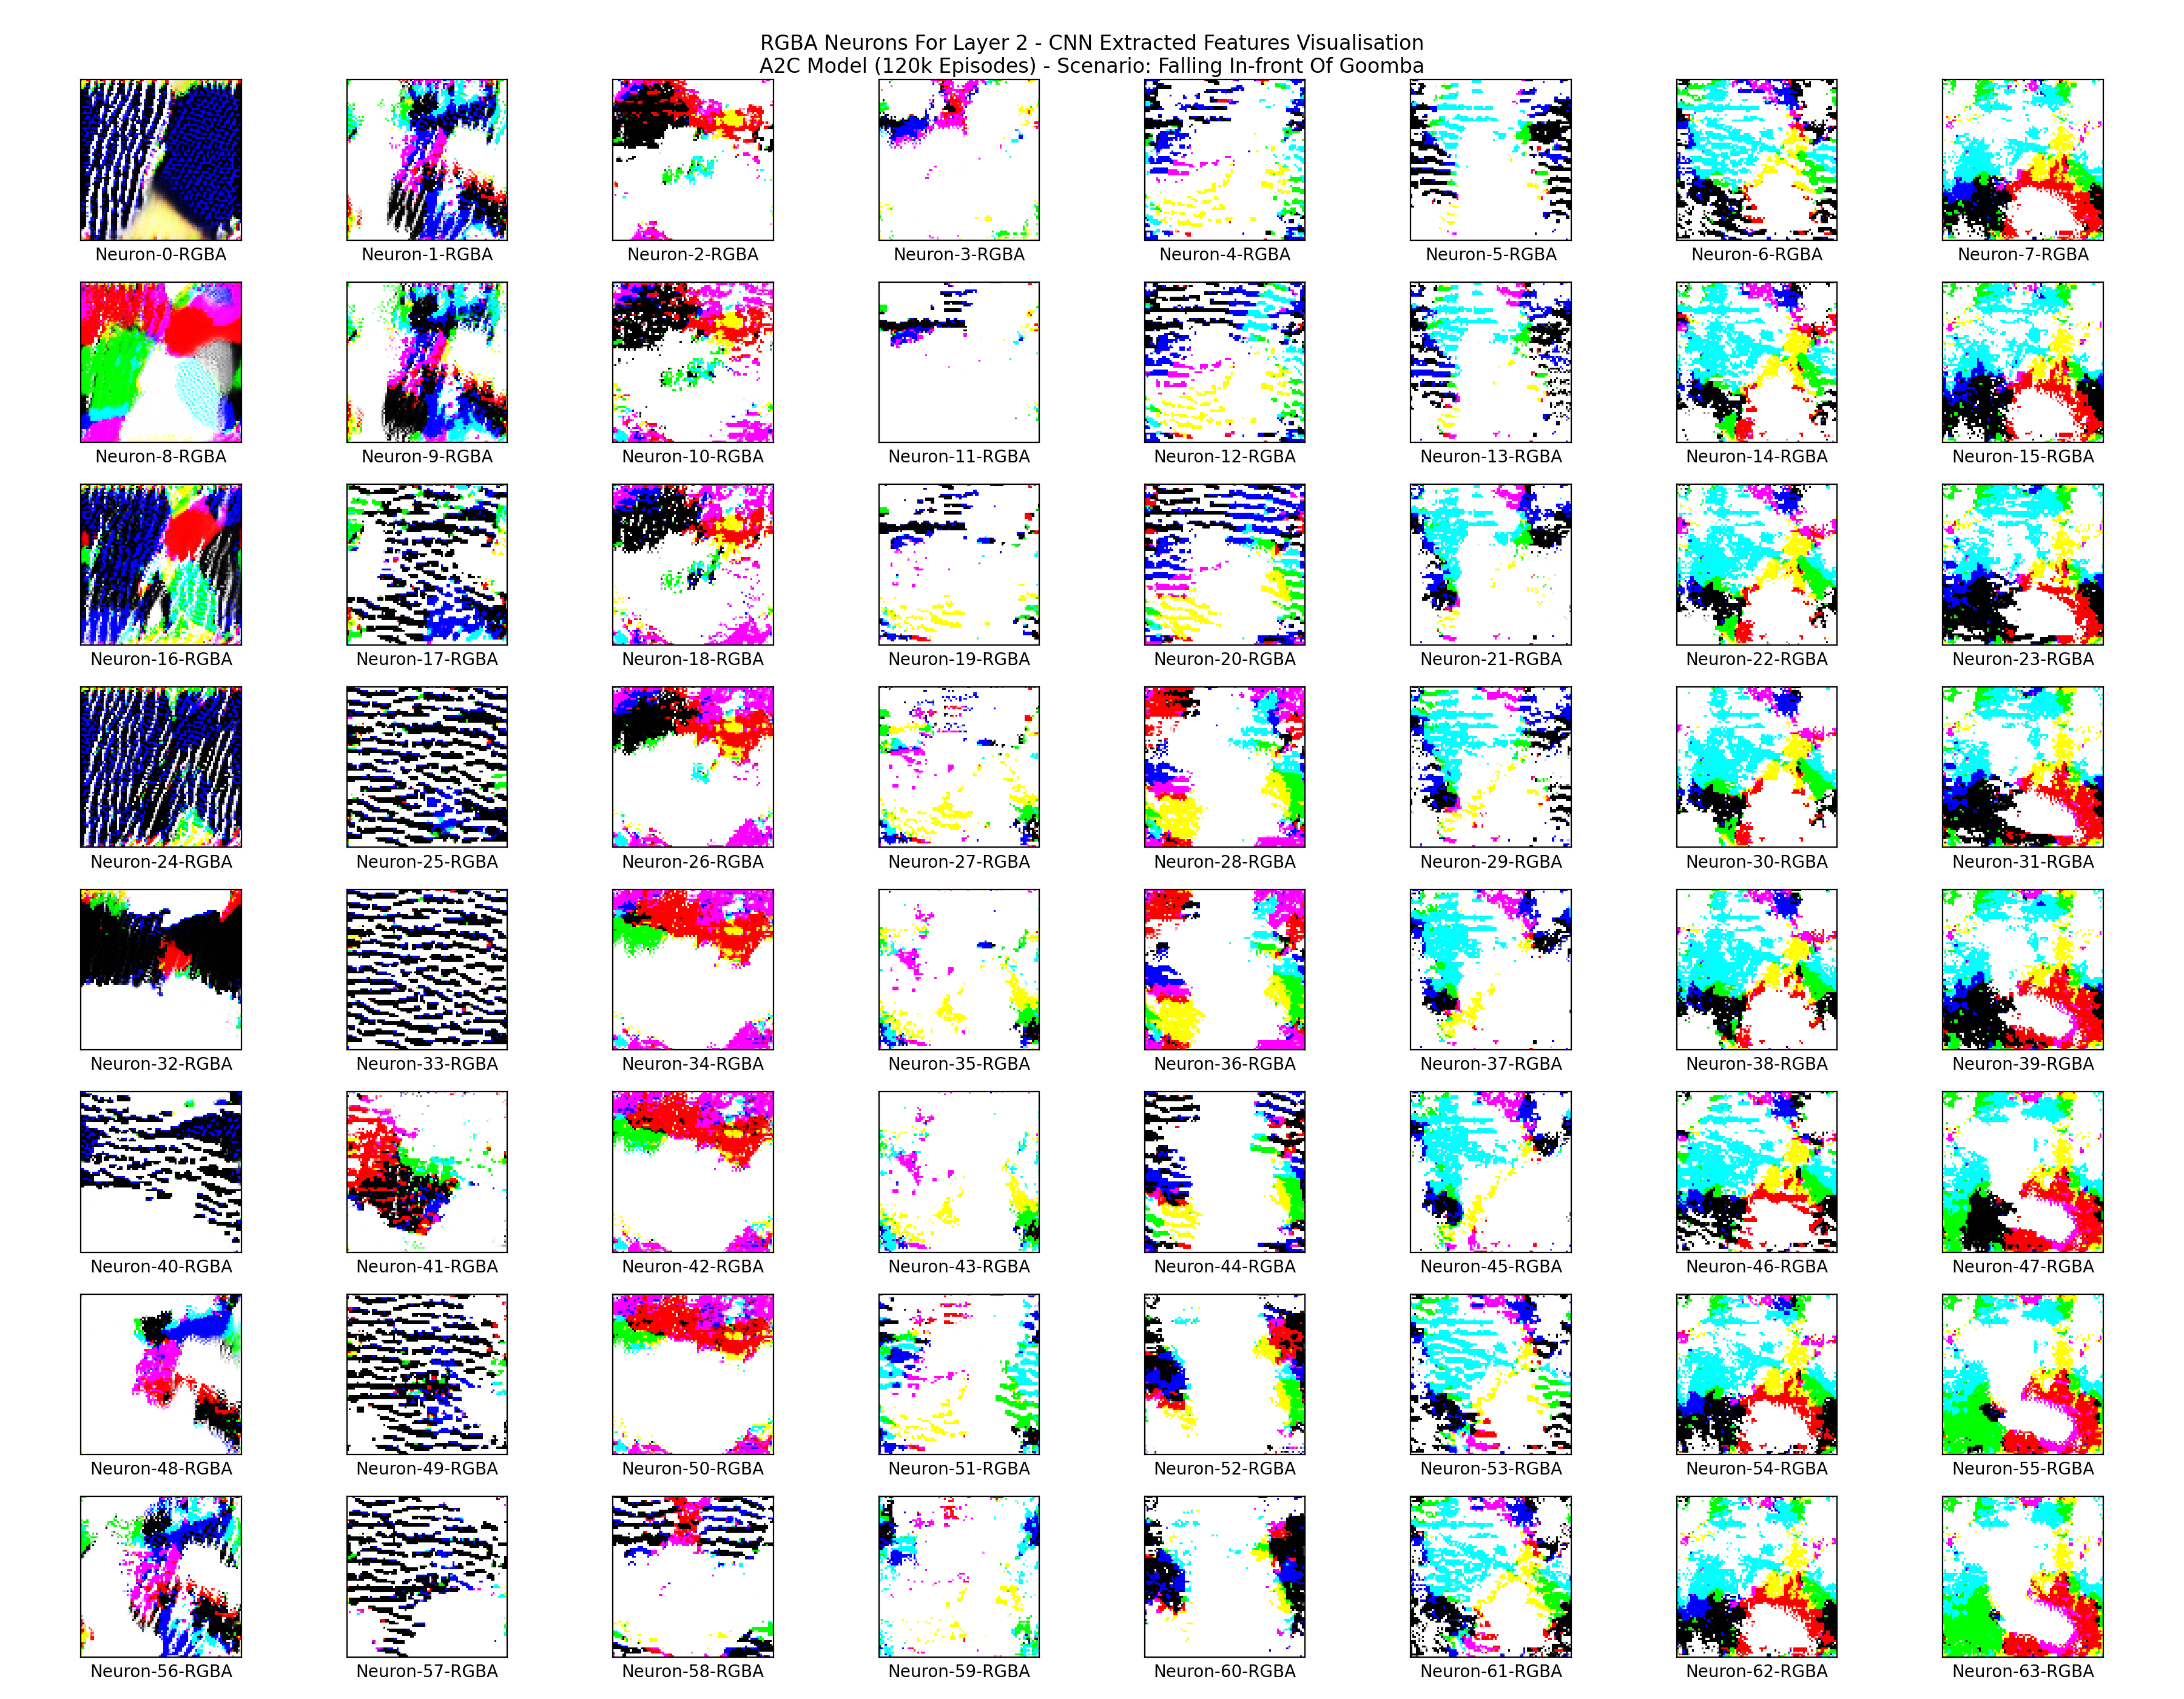 RGBA Neurons For Layer 2 - CNN Extracted Features Visualisation
A2C Model (120k Episodes) - Scenario: Falling In-front Of Goomba
Neuron-0-RGBA Neuron-1-RGBA Neuron-2-RGBA Neuron-3-RGBA Neuron-4-RGBA Neuron-5-RGBA Neuron-6-RGBA Neuron-7-RGBA
Neuron-8-RGBA Neuron-9-RGBA Neuron-10-RGBA Neuron-11-RGBA Neuron-12-RGBA Neuron-13-RGBA Neuron-14-RGBA Neuron-15-RGBA
Neuron-16-RGBA Neuron-17-RGBA Neuron-18-RGBA Neuron-19-RGBA Neuron-20-RGBA Neuron-21-RGBA Neuron-22-RGBA Neuron-23-RGBA
Neuron-24-RGBA Neuron-25-RGBA Neuron-26-RGBA Neuron-27-RGBA Neuron-28-RGBA Neuron-29-RGBA Neuron-30-RGBA Neuron-31-RGBA
Neuron-32-RGBA Neuron-33-RGBA Neuron-34-RGBA Neuron-35-RGBA Neuron-36-RGBA Neuron-37-RGBA Neuron-38-RGBA Neuron-39-RGBA
Neuron-40-RGBA Neuron-41-RGBA Neuron-42-RGBA Neuron-43-RGBA Neuron-44-RGBA Neuron-45-RGBA Neuron-46-RGBA Neuron-47-RGBA
Neuron-48-RGBA Neuron-49-RGBA Neuron-50-RGBA Neuron-51-RGBA Neuron-52-RGBA Neuron-53-RGBA Neuron-54-RGBA Neuron-55-RGBA
Neuron-56-RGBA Neuron-57-RGBA Neuron-58-RGBA Neuron-59-RGBA Neuron-60-RGBA Neuron-61-RGBA Neuron-62-RGBA Neuron-63-RGBA